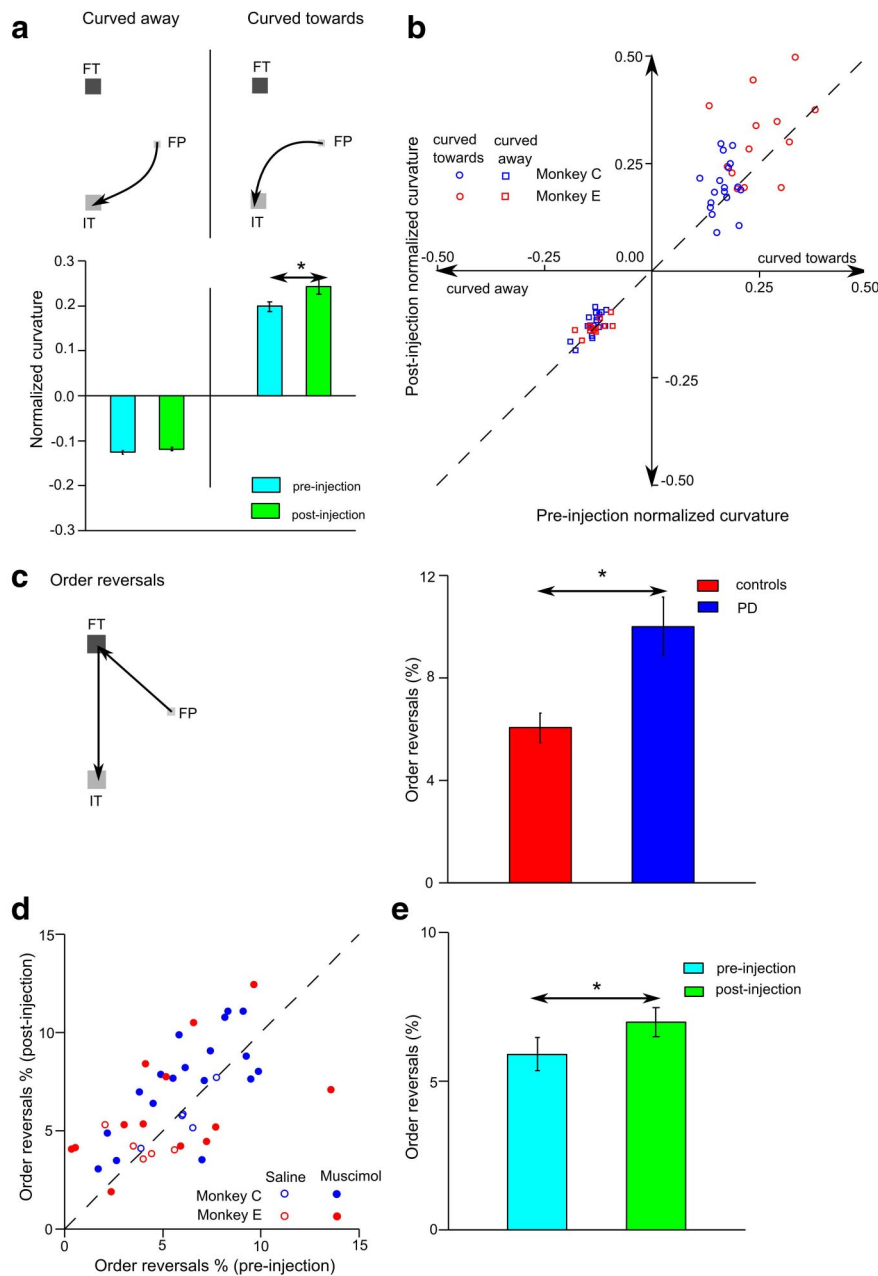 a
Curved away
Curved towards
FT
FT
FP
FP
IT
IT
Normalized curvature
0.3
0.2
0.1
0.0
-0.1
-0.2
-0.3
*
pre-injection
post-injection
b
Post-injection normalized curvature
0.50
0.25
0.00
-0.25
-0.50
-0.25
-0.50
0.25
0.50
curved towards
curved away
Monkey C
Monkey E
curved towards
curved away
Pre-injection normalized curvature
c
Order reversals
FT
FP
IT
Order reversals (%)
12
8
4
0
*
controls
PD
d
Order reversals % (post-injection)
15
10
5
0
0
5
10
15
Saline
Muscimol
Monkey C
Monkey E
Order reversals % (pre-injection)
e
Order reversals (%)
10
5
0
*
pre-injection
post-injection